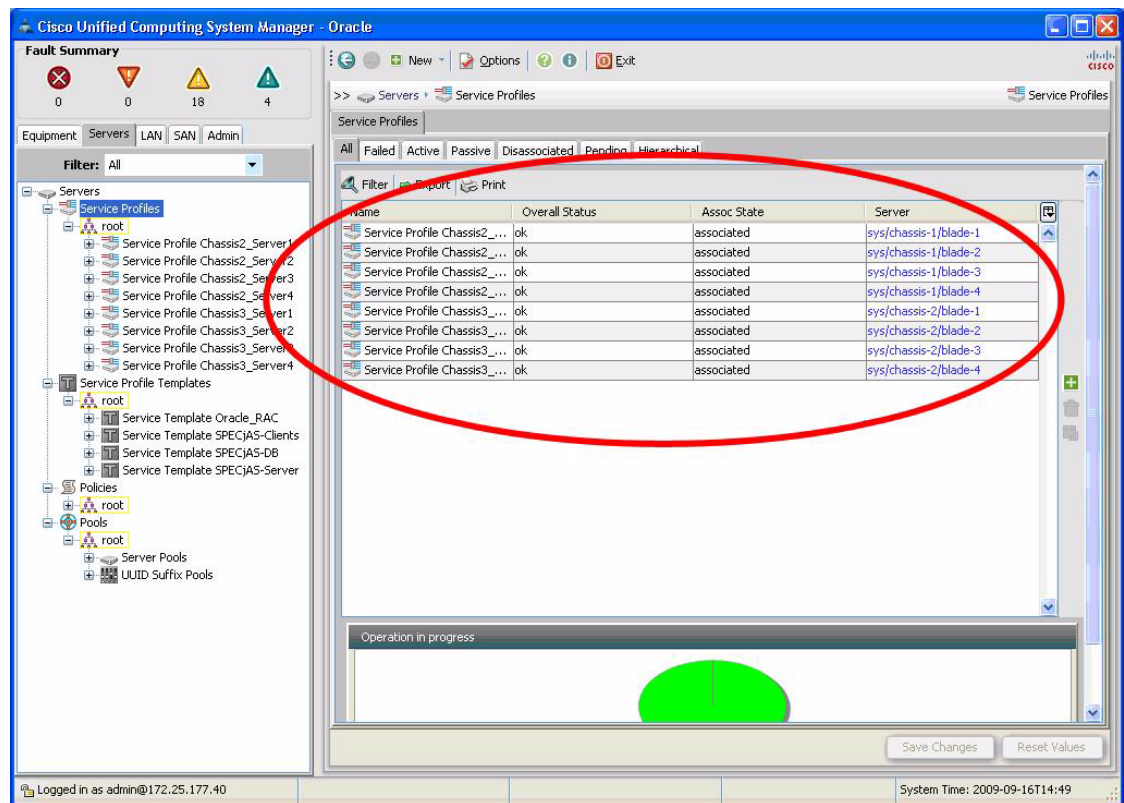 Cisco Unified Computing System Manager - Oracle
Fault Summary
0 0 18 4
New Options Exit
CISCO
>> Servers Service Profiles Service Profiles
Equipment Servers LAN SAN Admin
Filter: All
Servers
Service Profiles
root
Service Profile Chassis2_Server1
Service Profile Chassis2_Server2
Service Profile Chassis2_Server3
Service Profile Chassis2_Server4
Service Profile Chassis3_Server1
Service Profile Chassis3_Server2
Service Profile Chassis3_Server3
Service Profile Chassis3_Server4
Service Profile Templates
root
Service Template Oracle_RAC
Service Template SPECjAS-Clients
Service Template SPECjAS-DB
Service Template SPECjAS-Server
Policies
root
Pools
root
Server Pools
UUID Suffix Pools
Service Profiles
All Failed Active Passive Disassociated Pending Hierarchical
Filter Export Print
Name Overall Status Assoc State Server
Service Profile Chassis2_... ok associated sys/chassis-1/blade-1
Service Profile Chassis2_... ok associated sys/chassis-1/blade-2
Service Profile Chassis2_... ok associated sys/chassis-1/blade-3
Service Profile Chassis2_... ok associated sys/chassis-1/blade-4
Service Profile Chassis3_... ok associated sys/chassis-2/blade-1
Service Profile Chassis3_... ok associated sys/chassis-2/blade-2
Service Profile Chassis3_... ok associated sys/chassis-2/blade-3
Service Profile Chassis3_... ok associated sys/chassis-2/blade-4
Operation in progress
Save Changes Reset Values
Logged in as admin@172.25.177.40 System Time: 2009-09-16T14:49